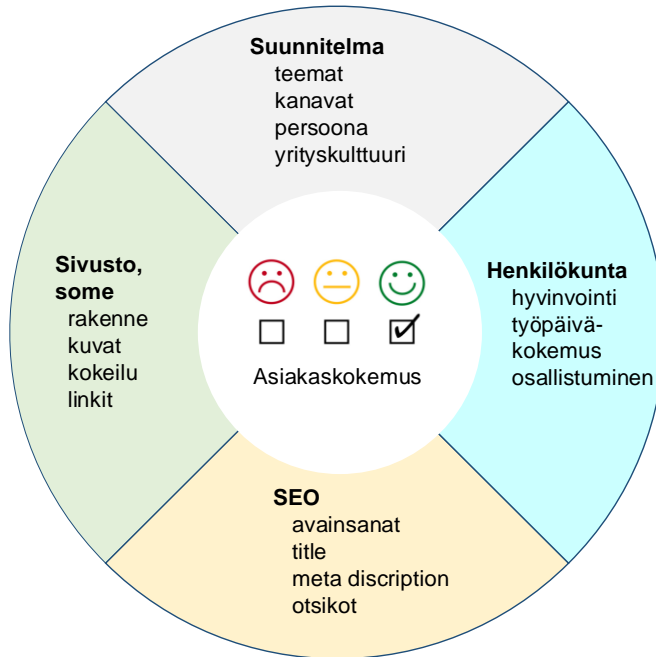 Suunnitelma
teemat
kanavat
persoona
yrityskulttuuri
Sivusto,
some
rakenne
kuvat
kokeilu
linkit
Asiakaskokemus
Henkilökunta
hyvinvointi
työpäivä-
kokemus
osallistuminen
SEO
avainsanat
title
meta discription
otsikot